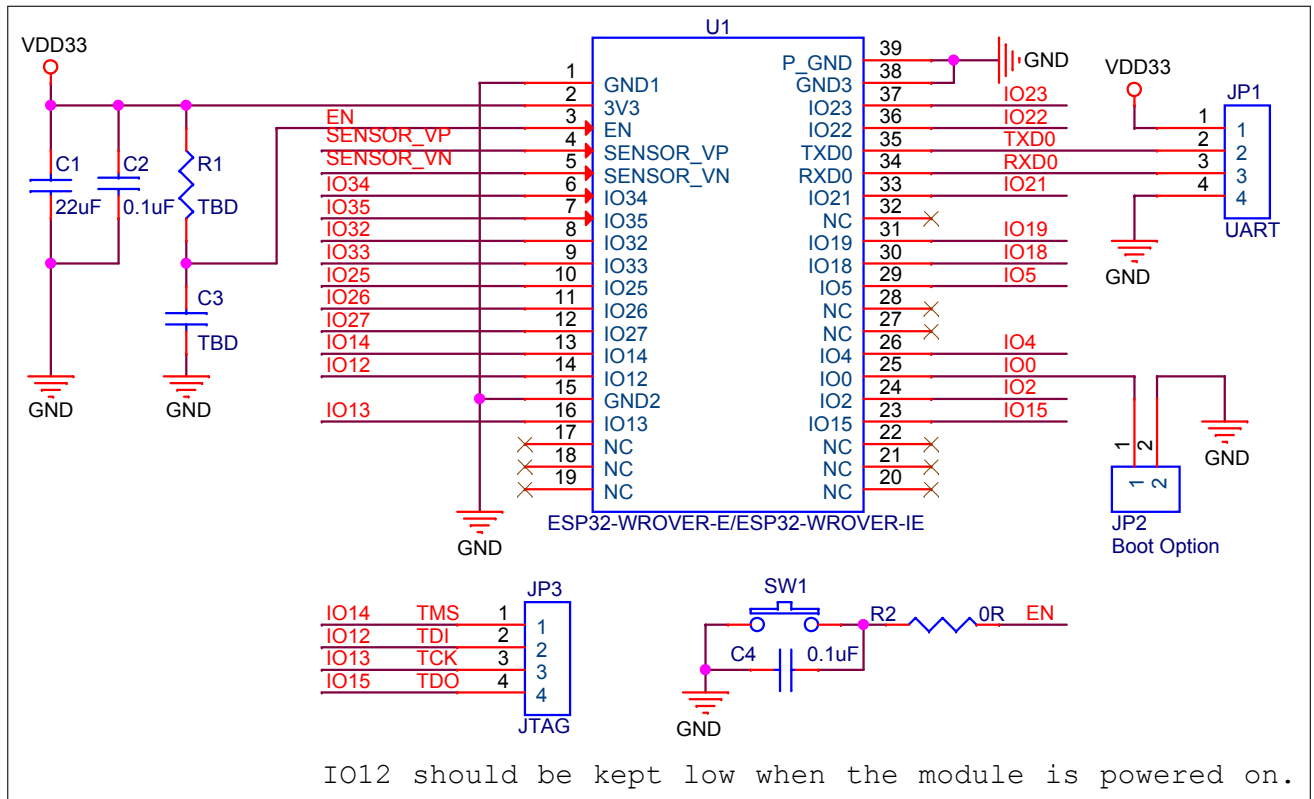 U1
VDD33
1 GND1
2 3V3
EN 3 EN
SENSOR_VP 4 SENSOR_VP
SENSOR_VN 5 SENSOR_VN
IO34 6 IO34
IO35 7 IO35
IO32 8 IO32
IO33 9 IO33
IO25 10 IO25
IO26 11 IO26
IO27 12 IO27
IO14 13 IO14
IO12 14 IO12
15 GND2
IO13 16 IO13
17 NC
18 NC
19 NC
P_GND 39 GND
GND3 38
IO23 37 IO23
IO22 36 IO22
TXD0 35 TXD0
RXD0 34 RXD0
IO21 33 IO21
NC 32
IO19 31 IO19
IO18 30 IO18
IO5 29 IO5
NC 28
NC 27
IO4 26 IO4
IO0 25 IO0
IO2 24 IO2
IO15 23 IO15
NC 22
NC 21
NC 20
ESP32-WROVER-E/ESP32-WROVER-IE
C1
22uF
C2
0.1uF
R1
TBD
C3
TBD
GND
GND
GND
VDD33
JP1
1 1
2 2
3 3
4 4
UART
GND
GND
1 2
1 2
JP2
Boot Option
JP3
IO14 TMS 1 1
IO12 TDI 2 2
IO13 TCK 3 3
IO15 TDO 4 4
JTAG
SW1
R2 0R EN
C4 0.1uF
GND
IO12 should be kept low when the module is powered on.